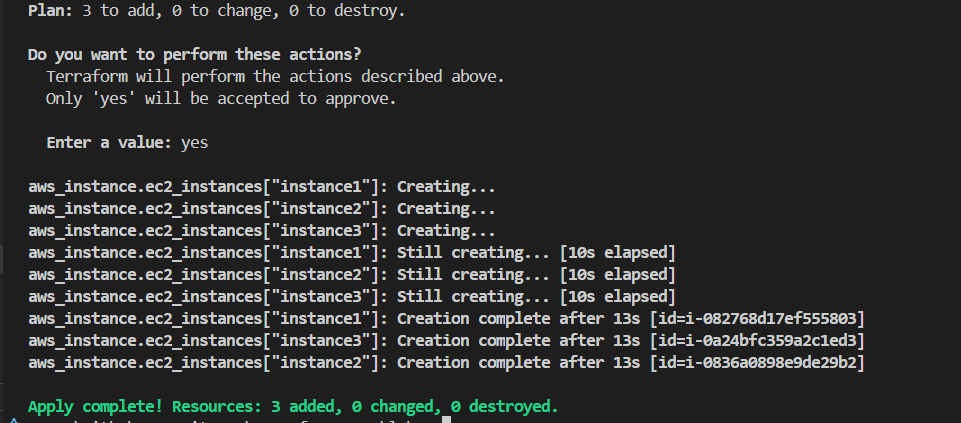 Plan: 3 to add, 0 to change, 0 to destroy.
Do you want to perform these actions?
Terraform will perform the actions described above.
Only 'yes' will be accepted to approve.
Enter a value: yes
aws_instance.ec2_instances["instance1"]: Creating...
aws_instance.ec2_instances["instance2"]: Creating...
aws_instance.ec2_instances["instance3"]: Creating...
aws_instance.ec2_instances["instance1"]: Still creating... [10s elapsed]
aws_instance.ec2_instances["instance2"]: Still creating... [10s elapsed]
aws_instance.ec2_instances["instance3"]: Still creating... [10s elapsed]
aws_instance.ec2_instances["instance1"]: Creation complete after 13s [id=i-082768d17ef555803]
aws_instance.ec2_instances["instance3"]: Creation complete after 13s [id=i-0a24bfc359a2c1ed3]
aws_instance.ec2_instances["instance2"]: Creation complete after 13s [id=i-0836a0898e9de29b2]
Apply complete! Resources: 3 added, 0 changed, 0 destroyed.